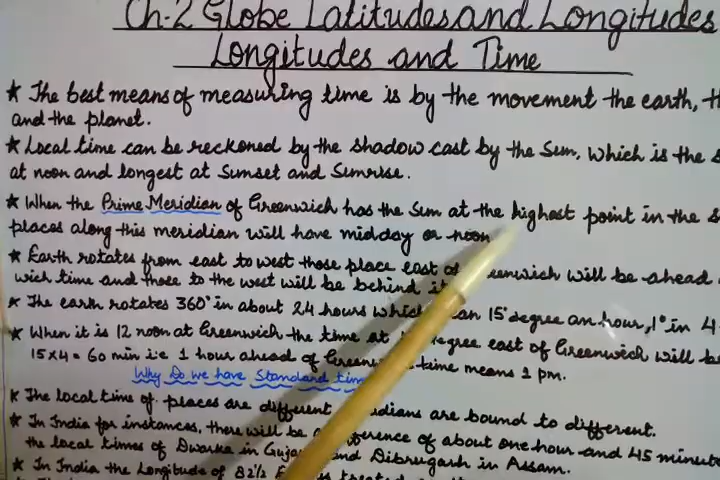 Ch-2 Globe Latitudes and Longitudes
Longitudes and Time
★ The best means of measuring time is by the movement the earth,
and the planet.
★ Local time can be reckoned by the shadow cast by the Sun, which is the
at noon and longest at Sunset and Sunrise.
★ When the Prime Meridian of Greenwich has the Sun at the highest point in the
places along this meridian will have midday or noon
★ Earth rotates from east to west those place east of will be ahead
wich time and those to the west will be behind
★ The earth rotates 360° in about 24 hours 15° degree an hour, 1° in 4
★ When it is 12 noon at Greenwich the time at east of Greenwich will be
15x4 = 60 min i.e 1 hour ahead of time means 1 pm.
Why Do we have Standard
★ The local time of places are different are bound to different.
★ In India for instances, there will be a of about one hour and 45
the local times of Dwarka in and Dibrugarh in Assam.
★ In India the Longitude of 82½